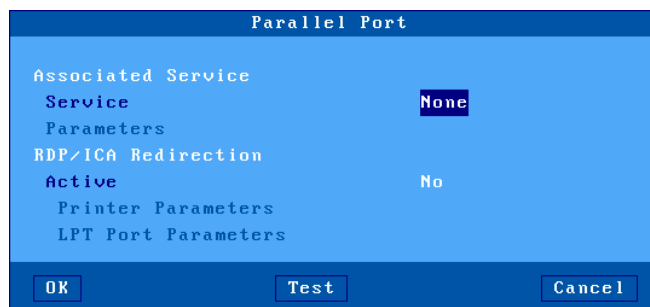 Parallel Port
Associated Service
Service None
Parameters
RDP/ICA Redirection
Active No
Printer Parameters
LPT Port Parameters
OK Test Cancel